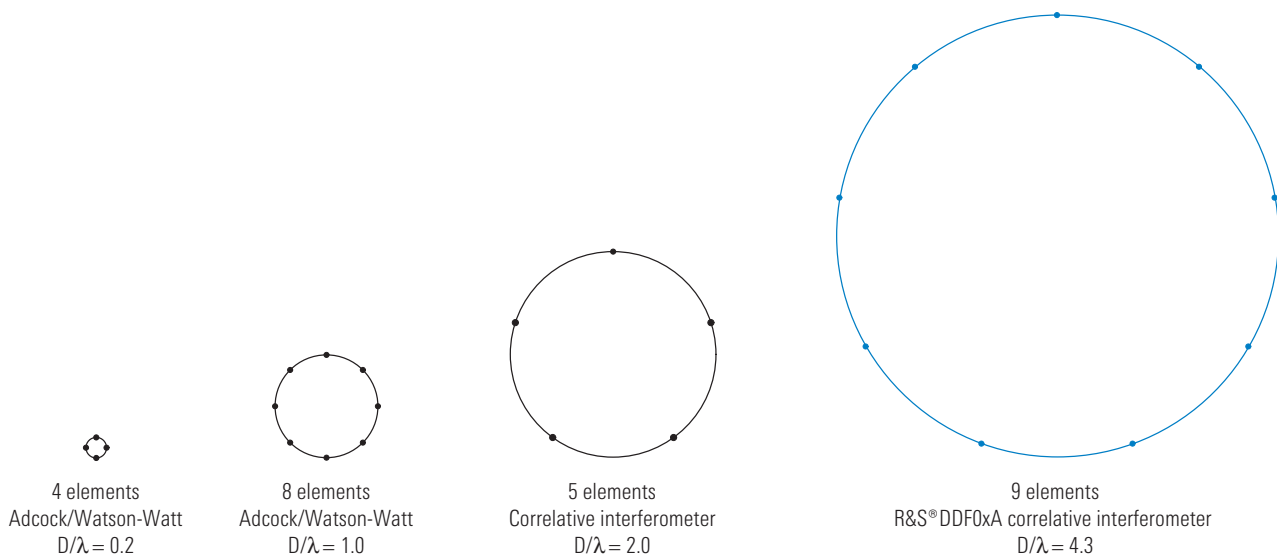 4 elements
Adcock/Watson-Watt
D/λ = 0.2
8 elements
Adcock/Watson-Watt
D/λ = 1.0
5 elements
Correlative interferometer
D/λ = 2.0
9 elements
R&S®DDF0xA correlative interferometer
D/λ = 4.3